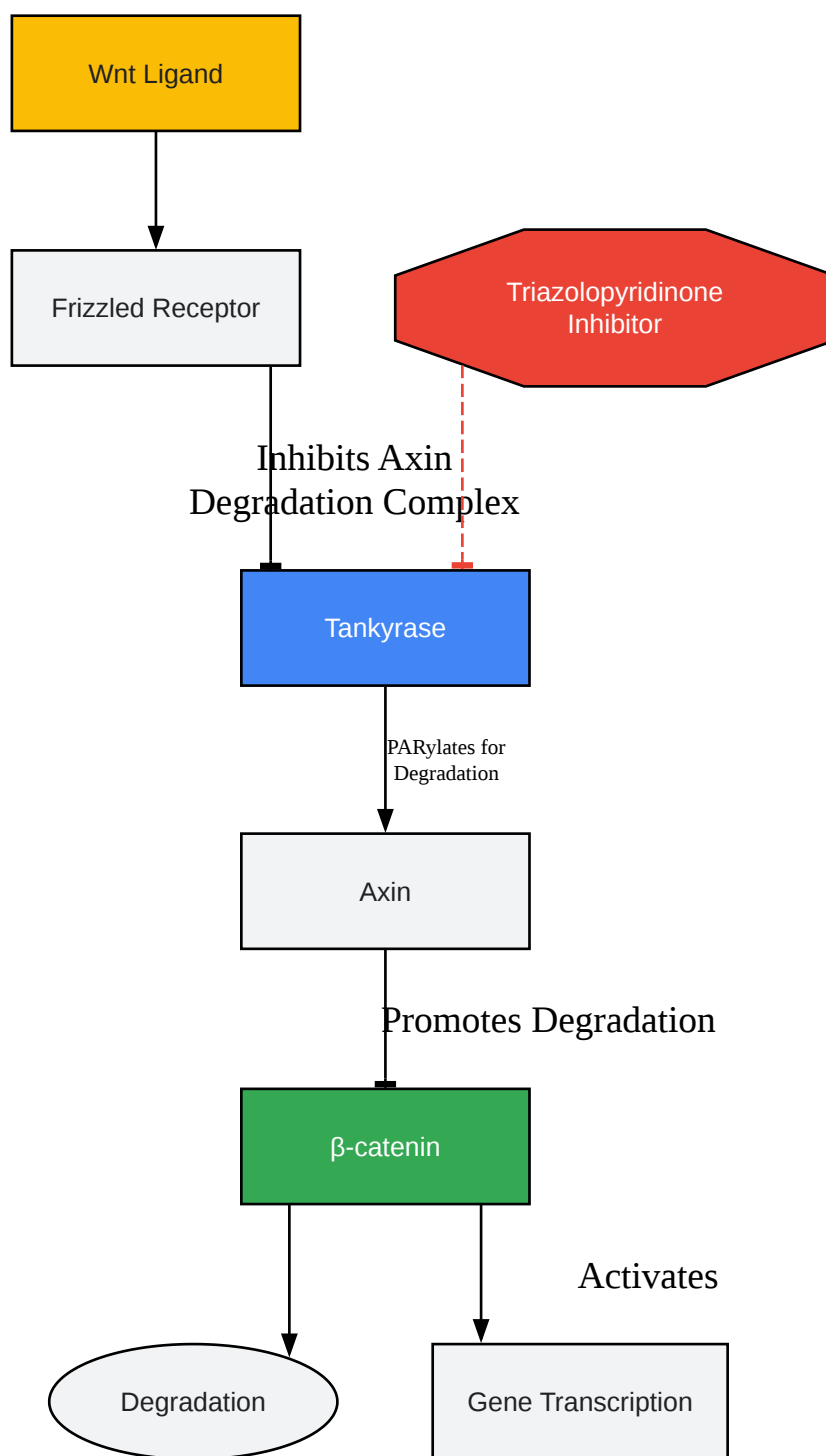 Wnt Ligand
Frizzled Receptor
Triazolopyridinone
Inhibitor
Inhibits Axin
Degradation Complex
Tankyrase
PARylates for
Degradation
Axin
Promotes Degradation
β-catenin
Activates
Degradation
Gene Transcription